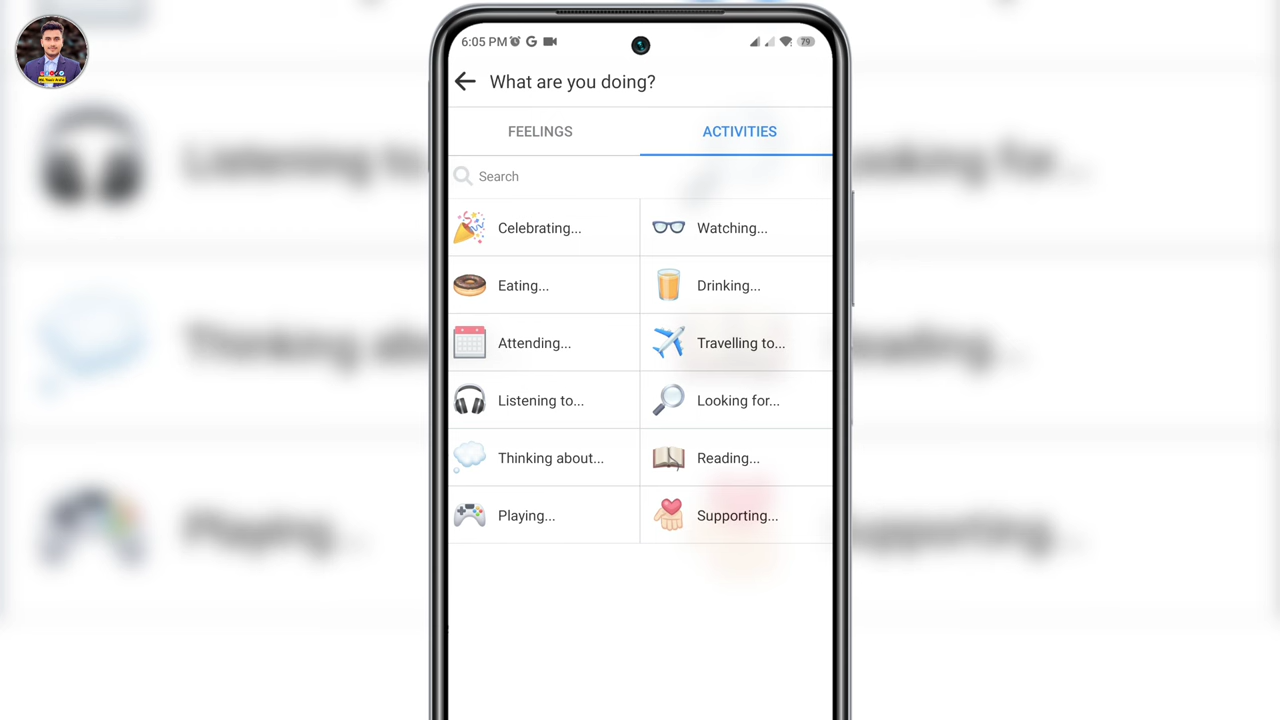 6:05 PM
79
What are you doing?
FEELINGS
ACTIVITIES
Search
Celebrating...
Watching...
Eating...
Drinking...
Attending...
Travelling to...
Listening to...
Looking for...
Thinking about...
Reading...
Playing...
Supporting...